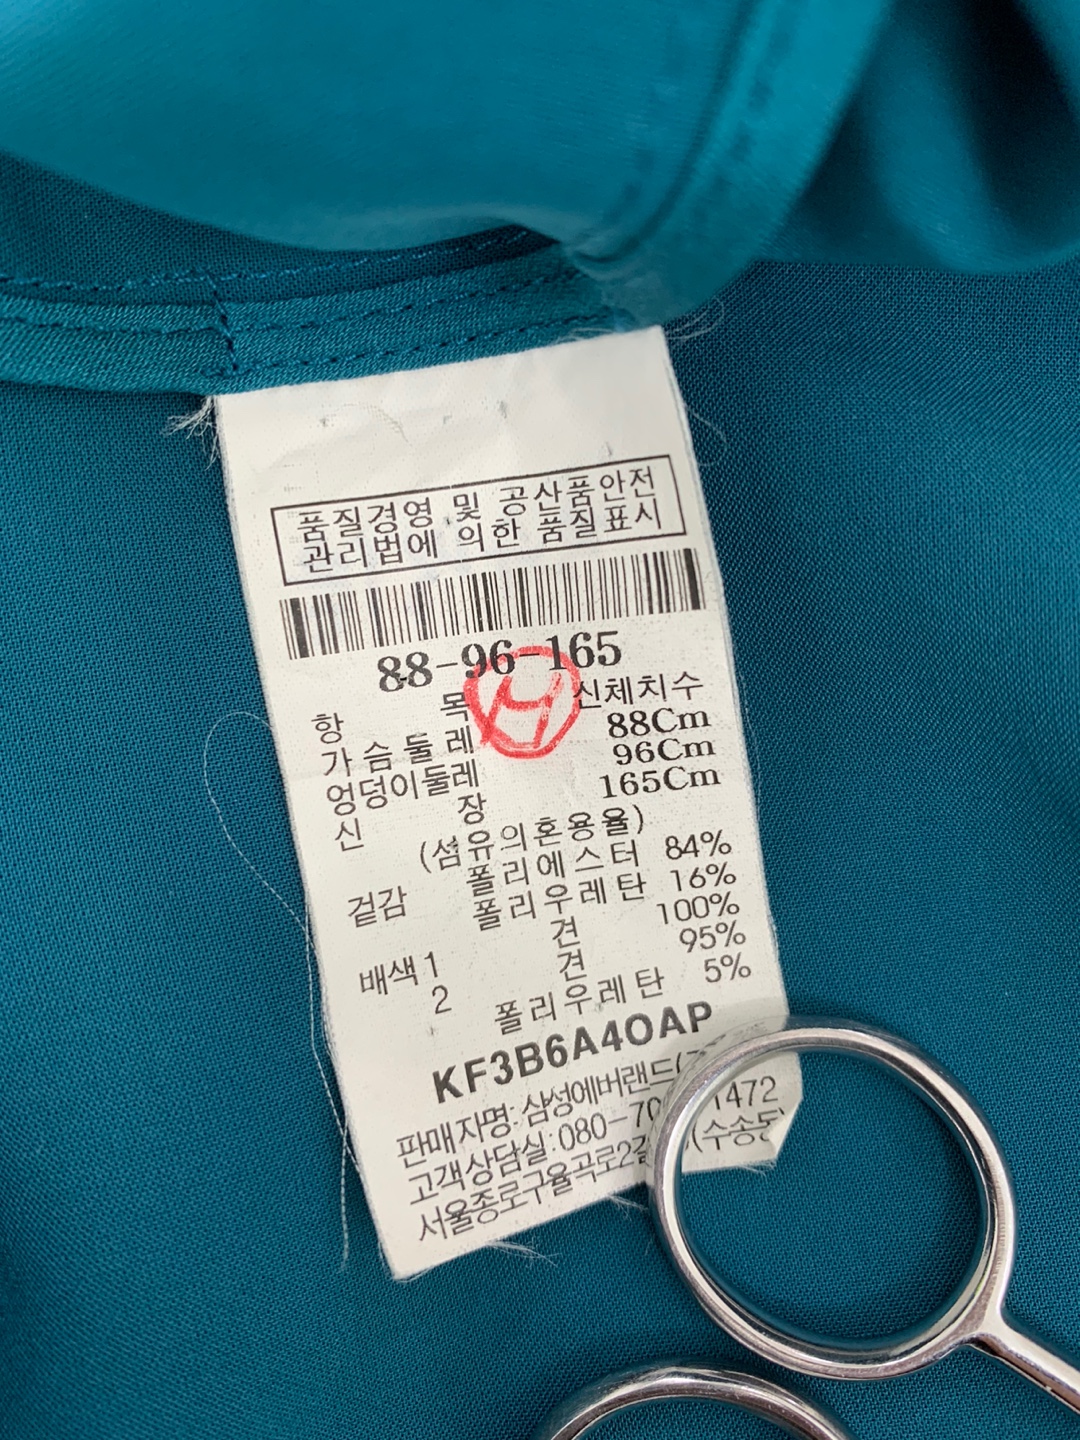 품질경영 및 공산품안전
관리법에 의한 품질표시
88-96-165
항 목 신체치수
가슴둘레 88Cm
엉덩이둘레 96Cm
신 장 165Cm
(섬유의혼용율)
겉감 폴리에스터 84%
폴리우레탄 16%
배색1 견 100%
2 견 95%
폴리우레탄 5%
KF3B6A4OAP
판매자명: 삼성에버랜드
고객상담실:080-70 1472
서울종로구율곡로2길 (수송동)